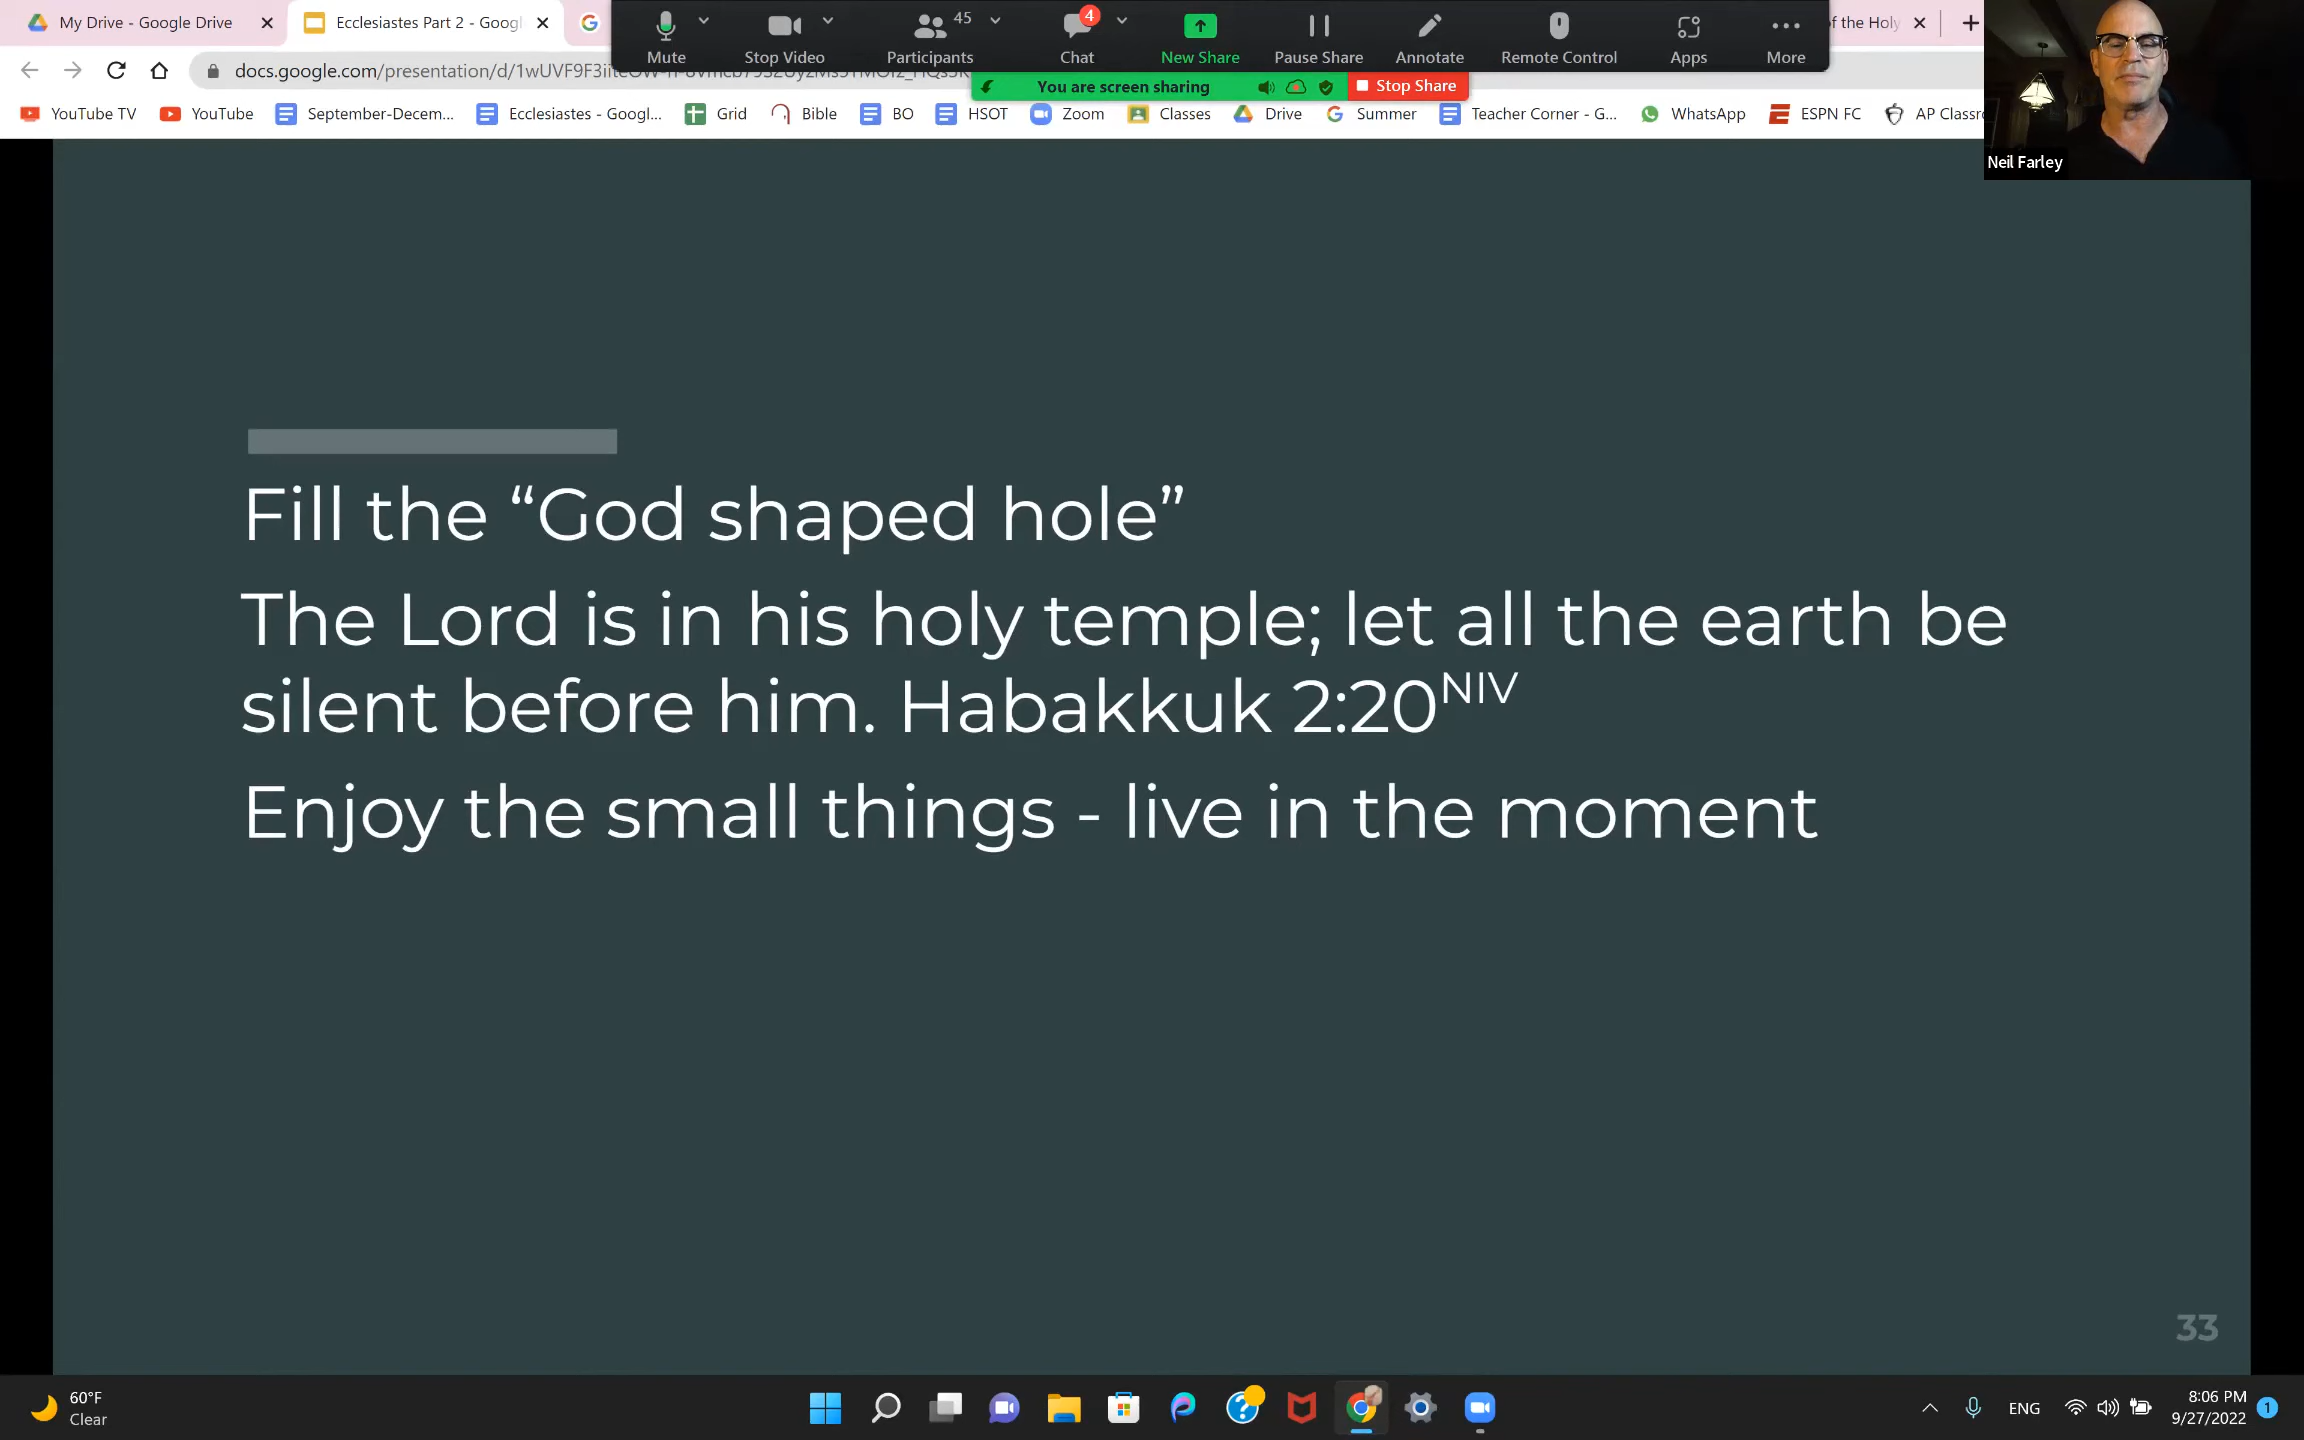 My Drive - Google Drive
Ecclesiastes Part 2 - Googl
of the Holy
Mute
Stop Video
Participants
45
Chat
4
New Share
Pause Share
Annotate
Remote Control
Apps
More
docs.google.com/presentation/d/
You are screen sharing
Stop Share
YouTube TV
YouTube
September-Decem...
Ecclesiastes - Googl...
Grid
Bible
BO
HSOT
Zoom
Classes
Drive
Summer
Teacher Corner - G...
WhatsApp
ESPN FC
AP Classr
Neil Farley
Fill the “God shaped hole”
The Lord is in his holy temple; let all the earth be
silent before him. Habakkuk 2:20NIV
Enjoy the small things - live in the moment
33
60°F
Clear
ENG
8:06 PM
9/27/2022
1